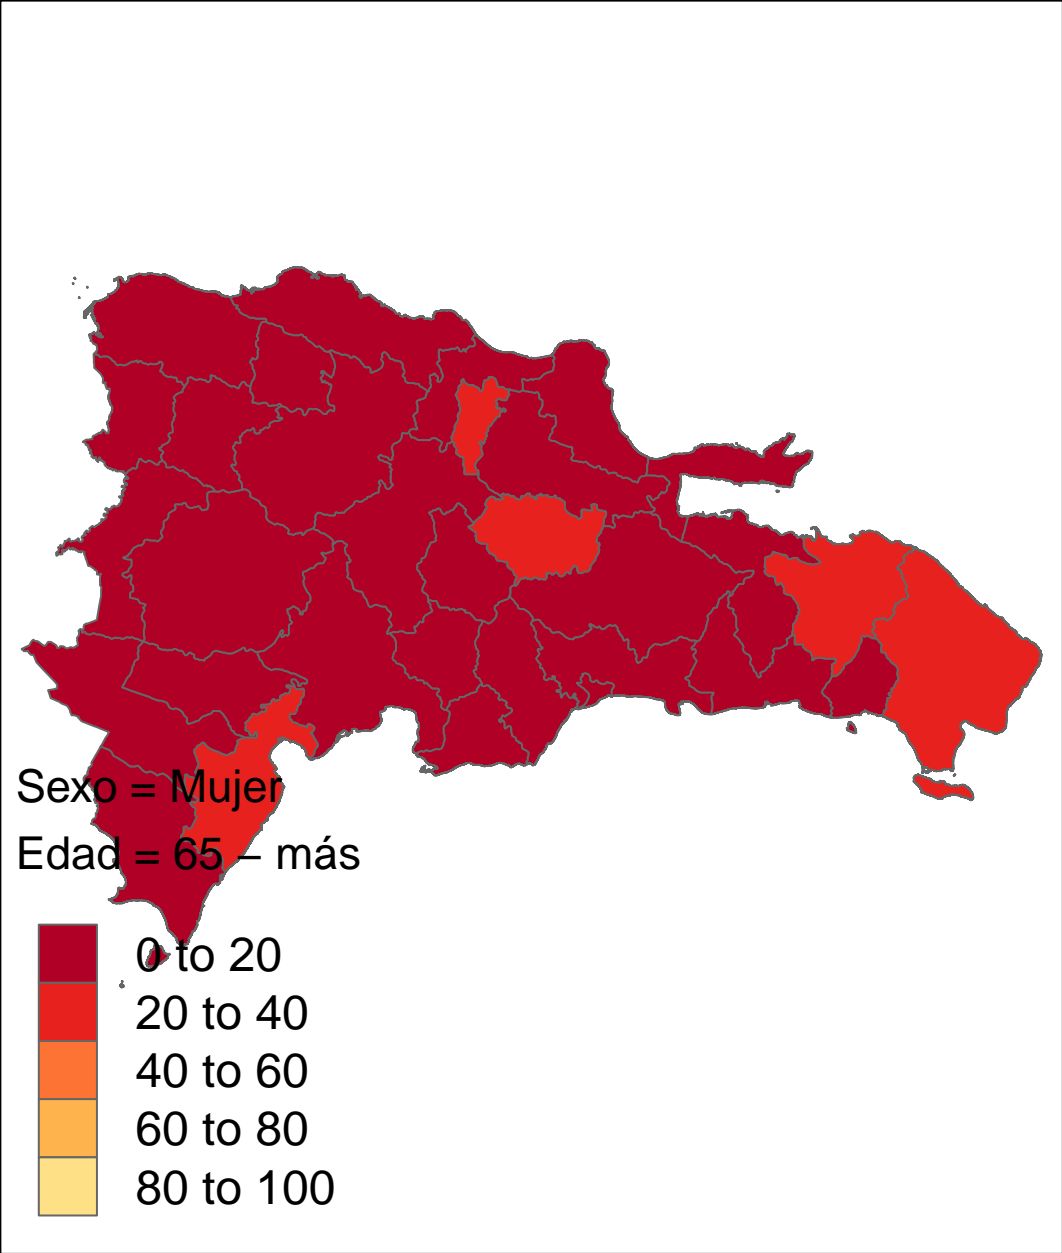 Sexo = Mujer
Edad = 65 – más
0 to 20
20 to 40
40 to 60
60 to 80
80 to 100